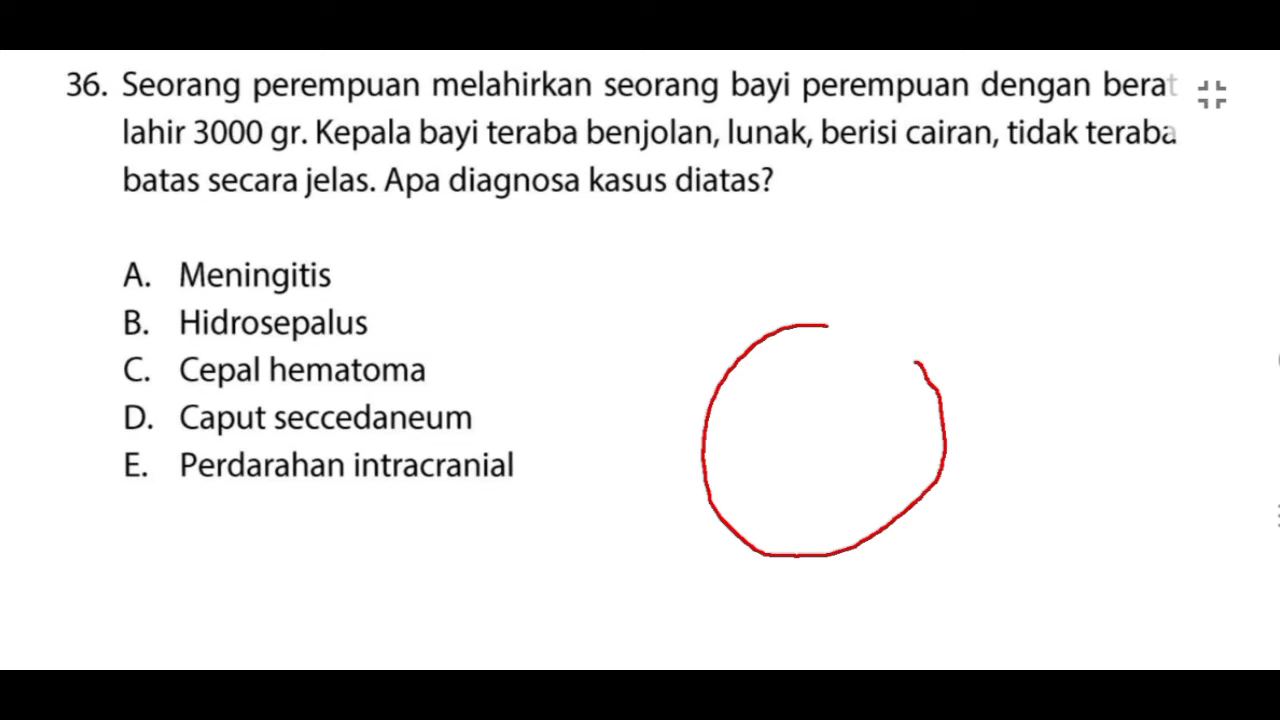 36. Seorang perempuan melahirkan seorang bayi perempuan dengan berat
lahir 3000 gr. Kepala bayi teraba benjolan, lunak, berisi cairan, tidak teraba
batas secara jelas. Apa diagnosa kasus diatas?
A. Meningitis
B. Hidrosepalus
C. Cepal hematoma
D. Caput seccedaneum
E. Perdarahan intracranial